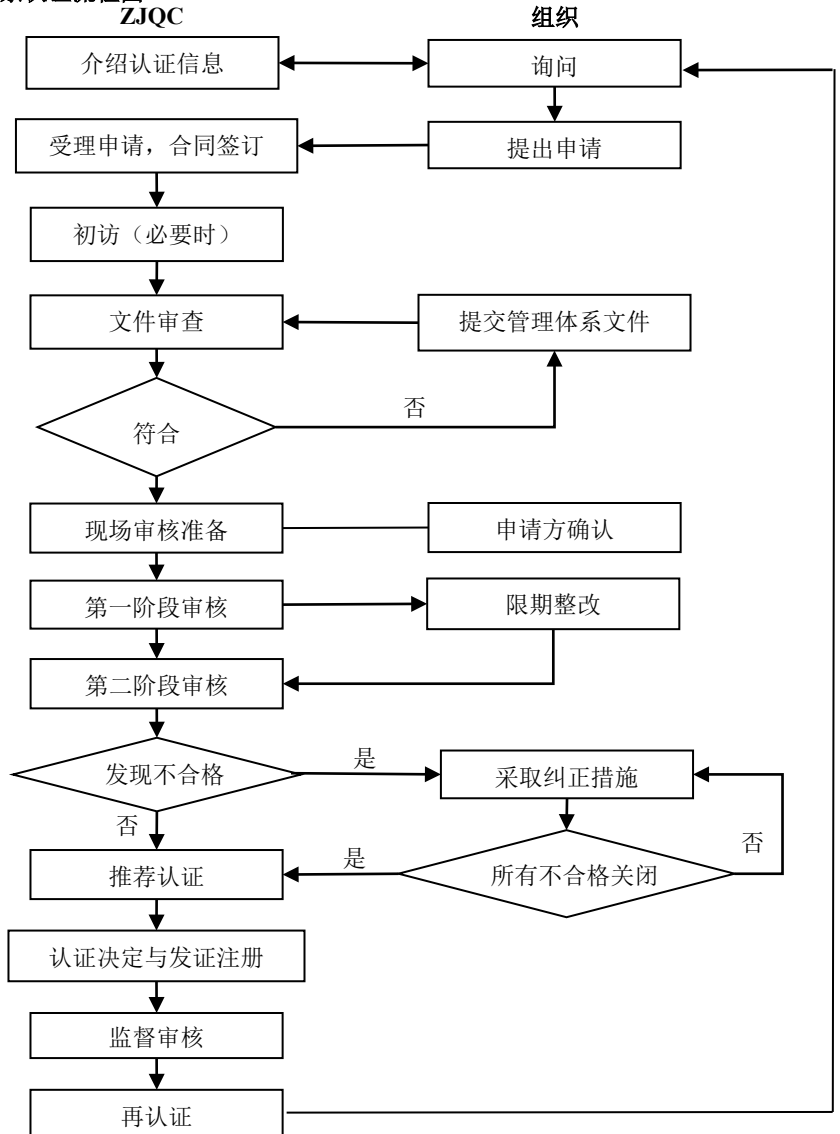 ZJQC 组织
介绍认证信息 询问
受理申请，合同签订 提出申请
初访（必要时）
文件审查 提交管理体系文件
否
符合
现场审核准备 申请方确认
第一阶段审核 限期整改
第二阶段审核
是
发现不合格 采取纠正措施
否 否
是
推荐认证 所有不合格关闭
认证决定与发证注册
监督审核
再认证